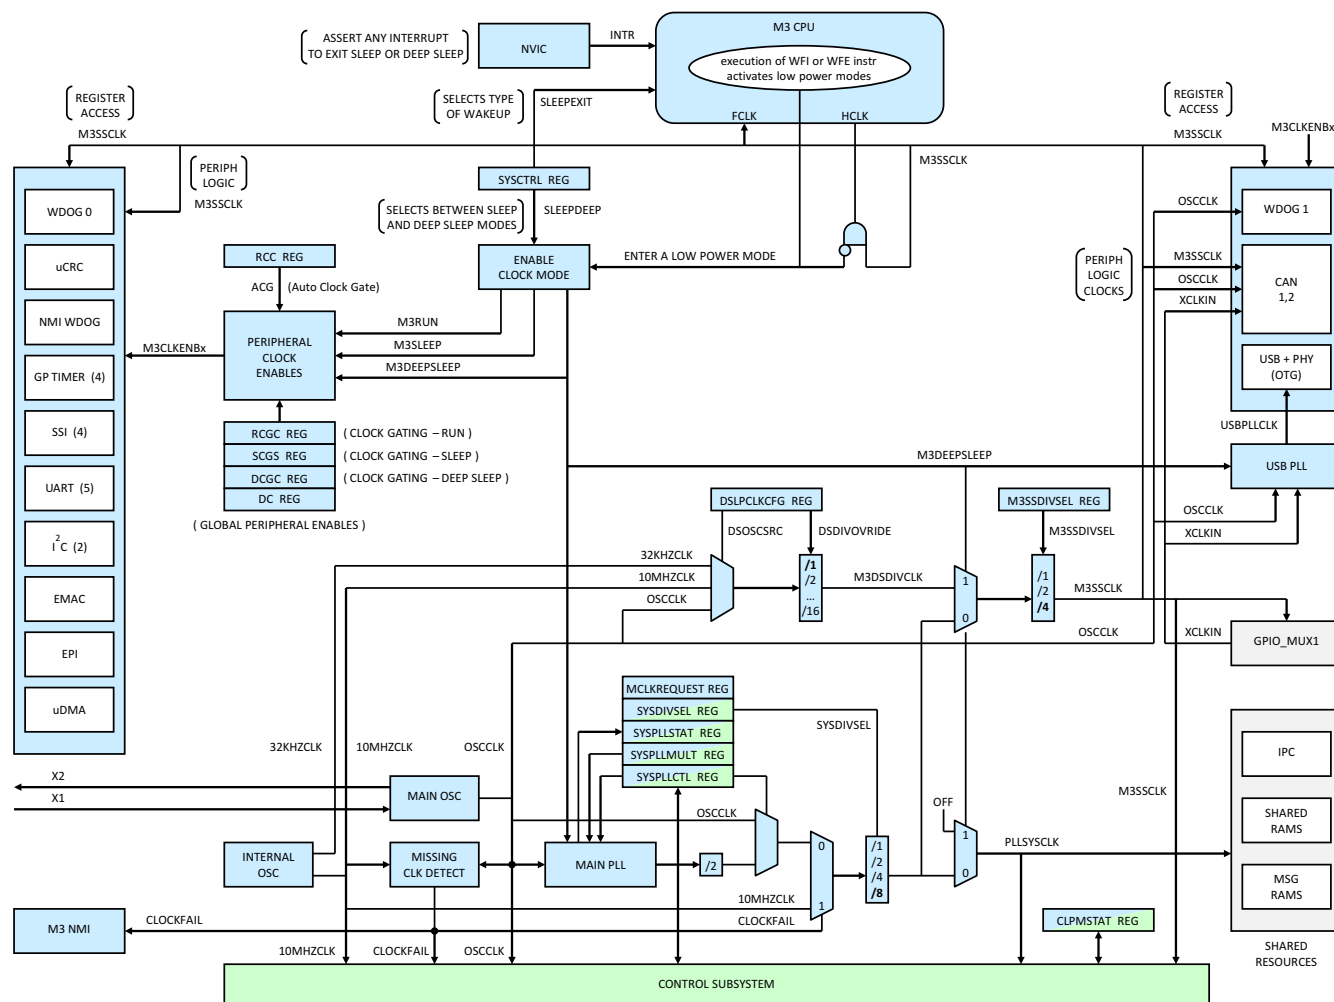 M3 CPU
ASSERT ANY INTERRUPT
TO EXIT SLEEP OR DEEP SLEEP
NVIC
INTR
execution of WFI or WFE instr
activates low power modes
REGISTER
ACCESS
SELECTS TYPE
OF WAKEUP
SLEEPEXIT
FCLK
HCLK
REGISTER
ACCESS
M3SSCLK
M3SSCLK
M3CLKENBx
M3SSCLK
PERIPH
LOGIC
M3SSCLK
SYSCTRL REG
SELECTS BETWEEN SLEEP
AND DEEP SLEEP MODES
SLEEPDEEP
OSCCLK
WDOG 0
WDOG 1
RCC REG
ENABLE
CLOCK MODE
ENTER A LOW POWER MODE
PERIPH
LOGIC
CLOCKS
M3SSCLK
OSCCLK
XCLKIN
CAN
1,2
uCRC
ACG (Auto Clock Gate)
NMI WDOG
M3RUN
M3SLEEP
M3DEEPSLEEP
PERIPHERAL
CLOCK
ENABLES
M3CLKENBx
USB + PHY
(OTG)
GP TIMER (4)
SSI (4)
USBPLLCLK
RCGC REG ( CLOCK GATING – RUN )
SCGS REG ( CLOCK GATING – SLEEP )
DCGC REG ( CLOCK GATING – DEEP SLEEP )
DC REG
( GLOBAL PERIPHERAL ENABLES )
M3DEEPSLEEP
USB PLL
UART (5)
DSLPCLKCFG REG
M3SSDIVSEL REG
OSCCLK
DSOSCSRC
DSDIVOVRIDE
M3SSDIVSEL
XCLKIN
I2C (2)
32KHZCLK
10MHZCLK
OSCCLK
/1
/2
...
/16
M3DSDIVCLK
1
0
/1
/2
/4
M3SSCLK
EMAC
OSCCLK
XCLKIN
GPIO_MUX1
EPI
uDMA
MCLKREQUEST REG
SYSDIVSEL REG
SYSPLLSTAT REG
SYSPLLMULT REG
SYSPLLCTL REG
SYSDIVSEL
32KHZCLK
10MHZCLK
OSCCLK
IPC
X2
X1
MAIN OSC
M3SSCLK
OFF
OSCCLK
SHARED
RAMS
INTERNAL
OSC
MISSING
CLK DETECT
MAIN PLL
/2
0
1
/1
/2
/4
/8
1
0
PLLSYSCLK
MSG
RAMS
10MHZCLK
CLOCKFAIL
M3 NMI
CLOCKFAIL
CLPMSTAT REG
10MHZCLK
CLOCKFAIL
OSCCLK
SHARED
RESOURCES
CONTROL SUBSYSTEM